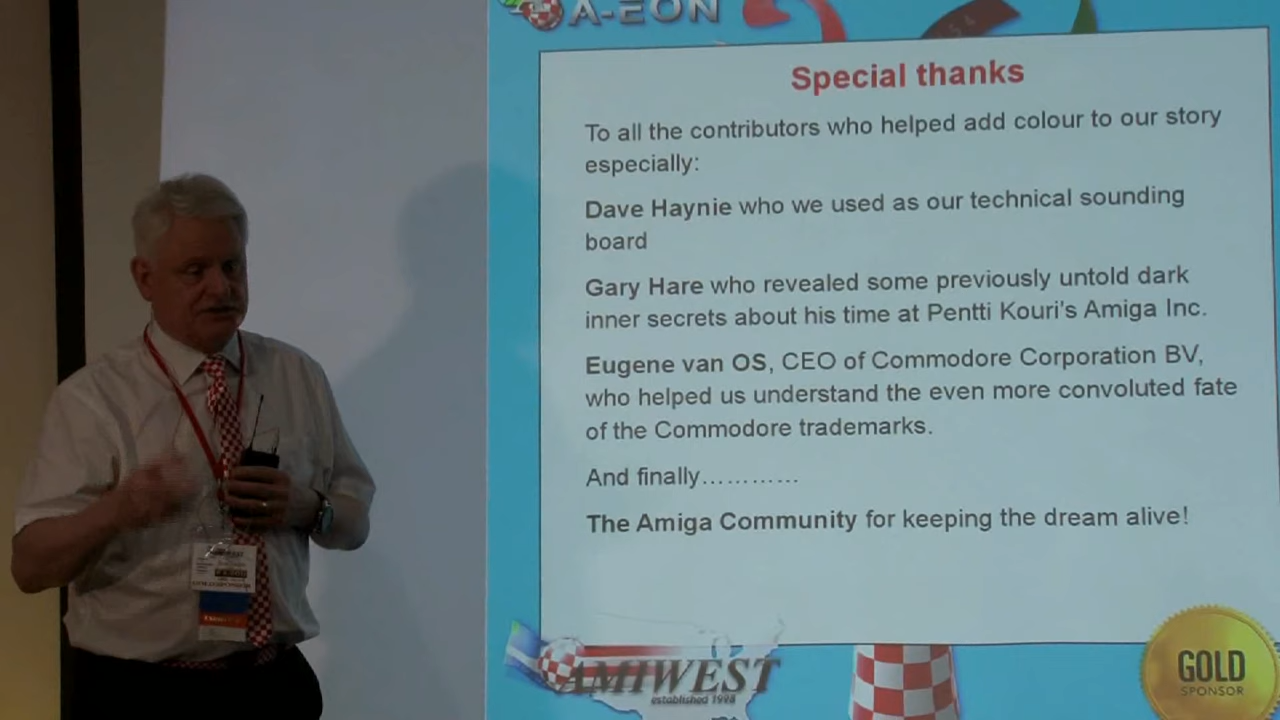 A-EON
Special thanks
To all the contributors who helped add colour to our story
especially:
Dave Haynie who we used as our technical sounding
board
Gary Hare who revealed some previously untold dark
inner secrets about his time at Pentti Kouri's Amiga Inc.
Eugene van OS, CEO of Commodore Corporation BV,
who helped us understand the even more convoluted fate
of the Commodore trademarks.
And finally…………
The Amiga Community for keeping the dream alive!
AMIWEST
established 1998
GOLD
SPONSOR